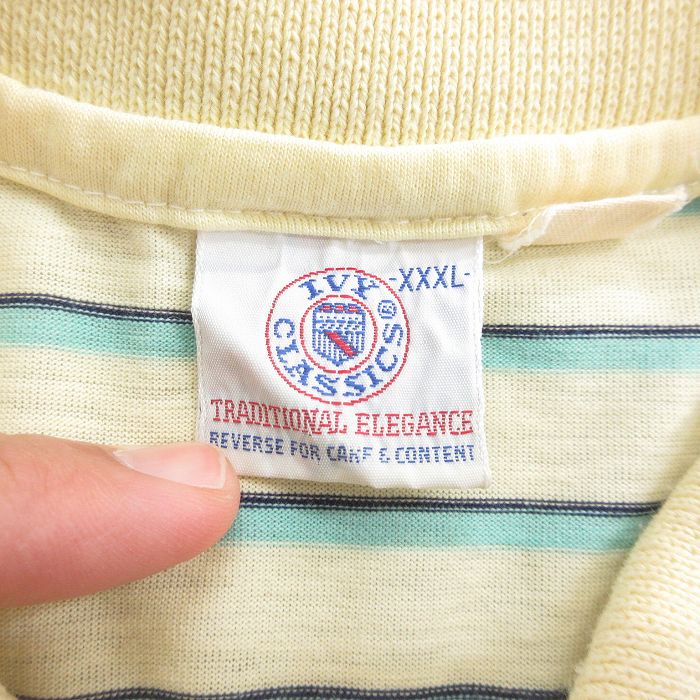 IVY
CLASSICS®
-XXXL-
TRADITIONAL ELEGANCE
REVERSE FOR CARE & CONTENT